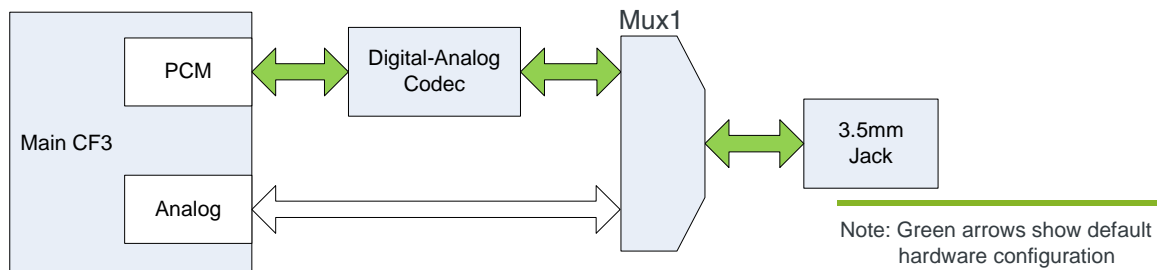 Mux1
PCM
Digital-Analog
Codec
Main CF3
3.5mm
Jack
Analog
Note: Green arrows show default
hardware configuration